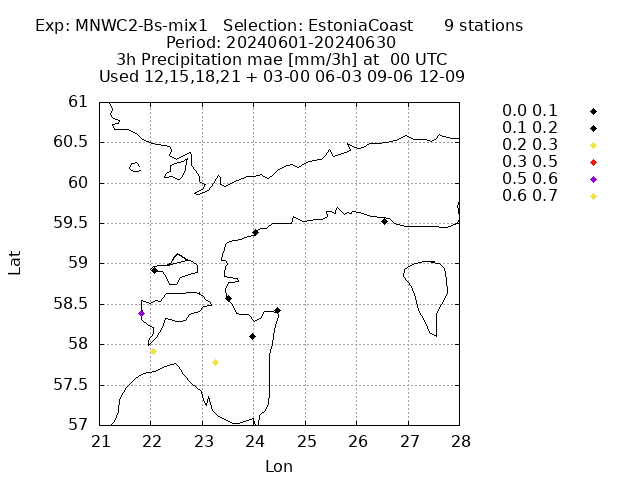 Exp: MNWC2-Bs-mix1   Selection: EstoniaCoast      9 stations
Period: 20240601-20240630
3h Precipitation mae [mm/3h] at  00 UTC
Used 12,15,18,21 + 03-00 06-03 09-06 12-09
61
60.5
60
59.5
59
58.5
58
57.5
57
Lat
21 22 23 24 25 26 27 28
Lon
0.0 0.1
0.1 0.2
0.2 0.3
0.3 0.5
0.5 0.6
0.6 0.7